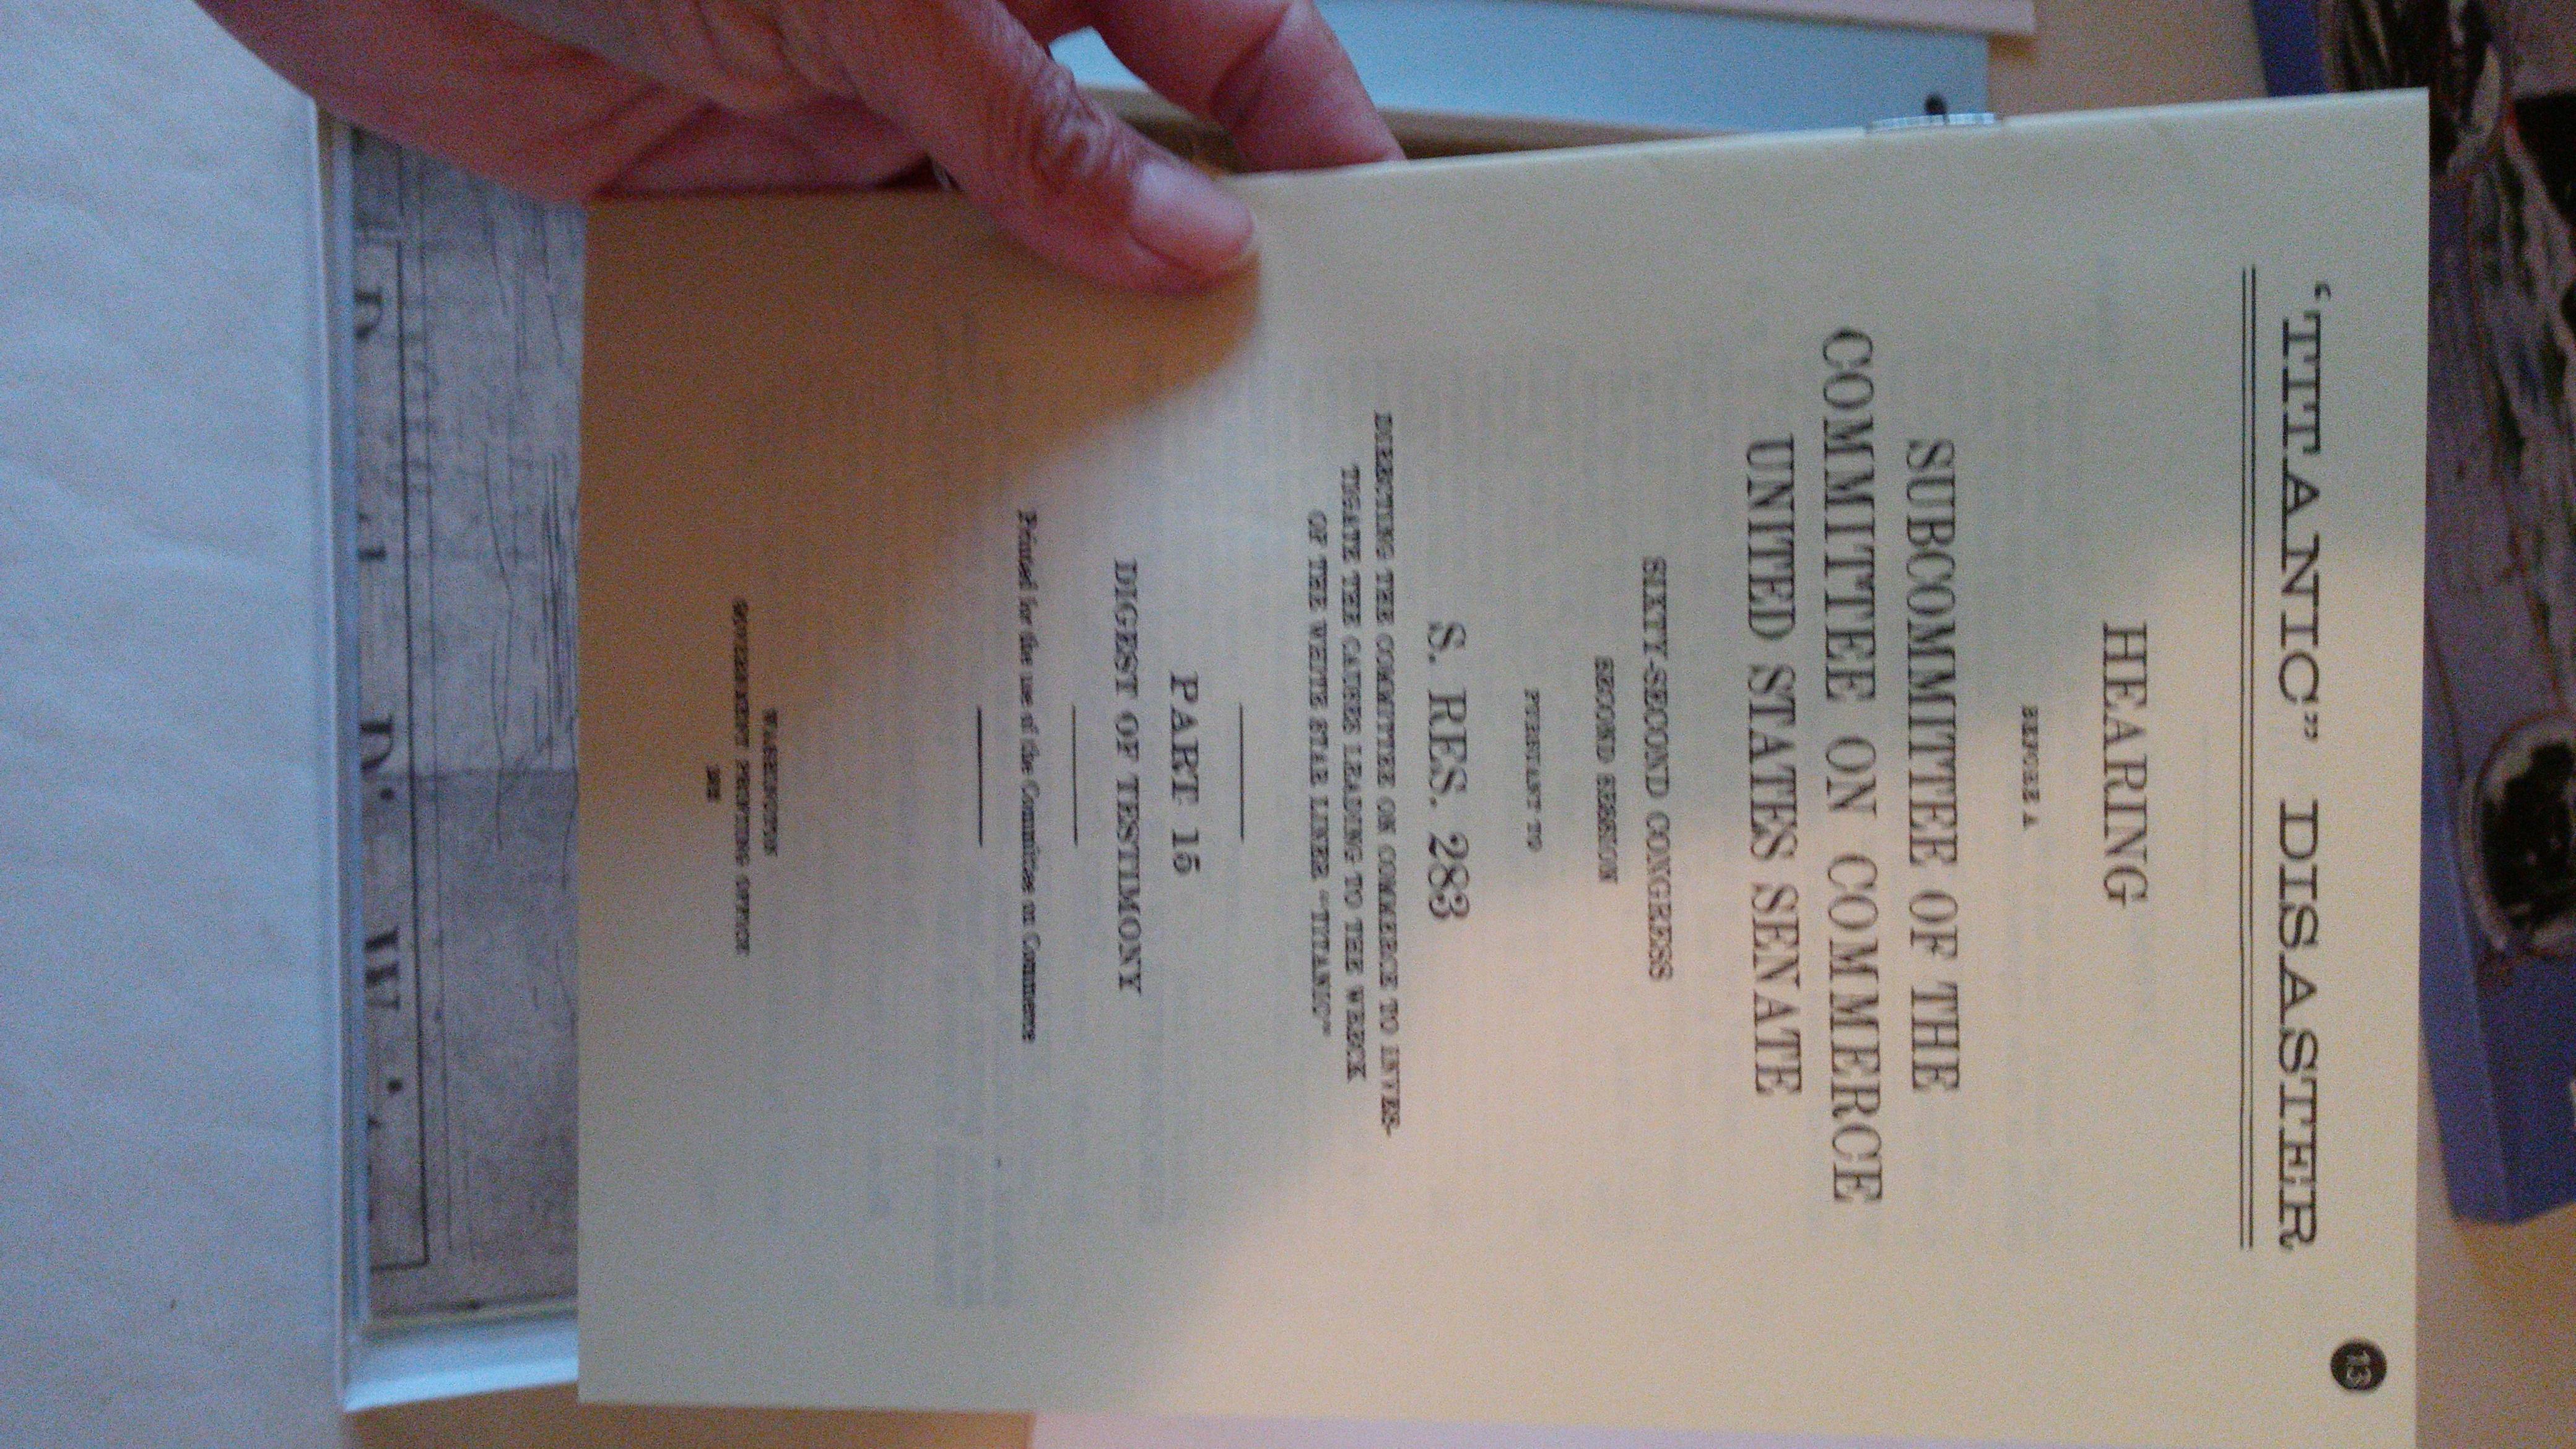 13
"TITANIC" DISASTER
HEARING
BEFORE A
SUBCOMMITTEE OF THE
COMMITTEE ON COMMERCE
UNITED STATES SENATE
SIXTY-SECOND CONGRESS
SECOND SESSION
PURSUANT TO
S. RES. 283
DIRECTING THE COMMITTEE ON COMMERCE TO INVES-
TIGATE THE CAUSES LEADING TO THE WRECK
OF THE WHITE STAR LINER "TITANIC"
PART 15
DIGEST OF TESTIMONY
Printed for the use of the Committee on Commerce
WASHINGTON
GOVERNMENT PRINTING OFFICE